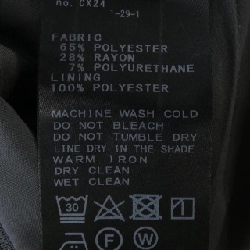 no. CX24
-29-1
FABRIC
65% POLYESTER
28% RAYON
7% POLYURETHANE
LINING
100% POLYESTER
MACHINE WASH COLD
DO NOT BLEACH
DO NOT TUMBLE DRY
LINE DRY IN THE SHADE
WARM IRON
DRY CLEAN
WET CLEAN
30
F W